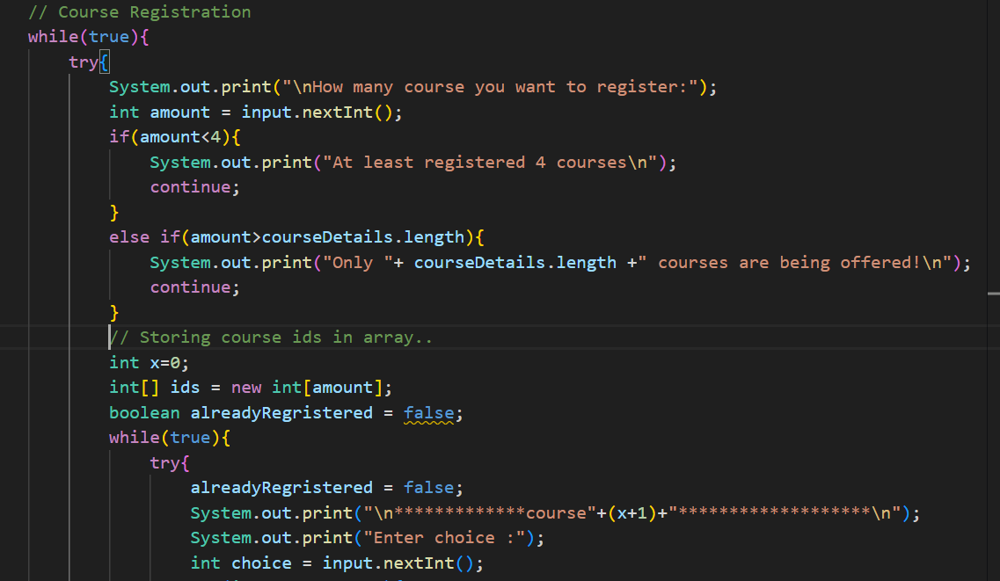 // Course Registration
while(true){
try{
System.out.print("\nHow many course you want to register:");
int amount = input.nextInt();
if(amount<4){
System.out.print("At least registered 4 courses\n");
continue;
}
else if(amount>courseDetails.length){
System.out.print("Only "+ courseDetails.length +" courses are being offered!\n");
continue;
}
// Storing course ids in array..
int x=0;
int[] ids = new int[amount];
boolean alreadyRegristered = false;
while(true){
try{
alreadyRegristered = false;
System.out.print("\n*************course"+(x+1)+"*******************\n");
System.out.print("Enter choice :");
int choice = input.nextInt();